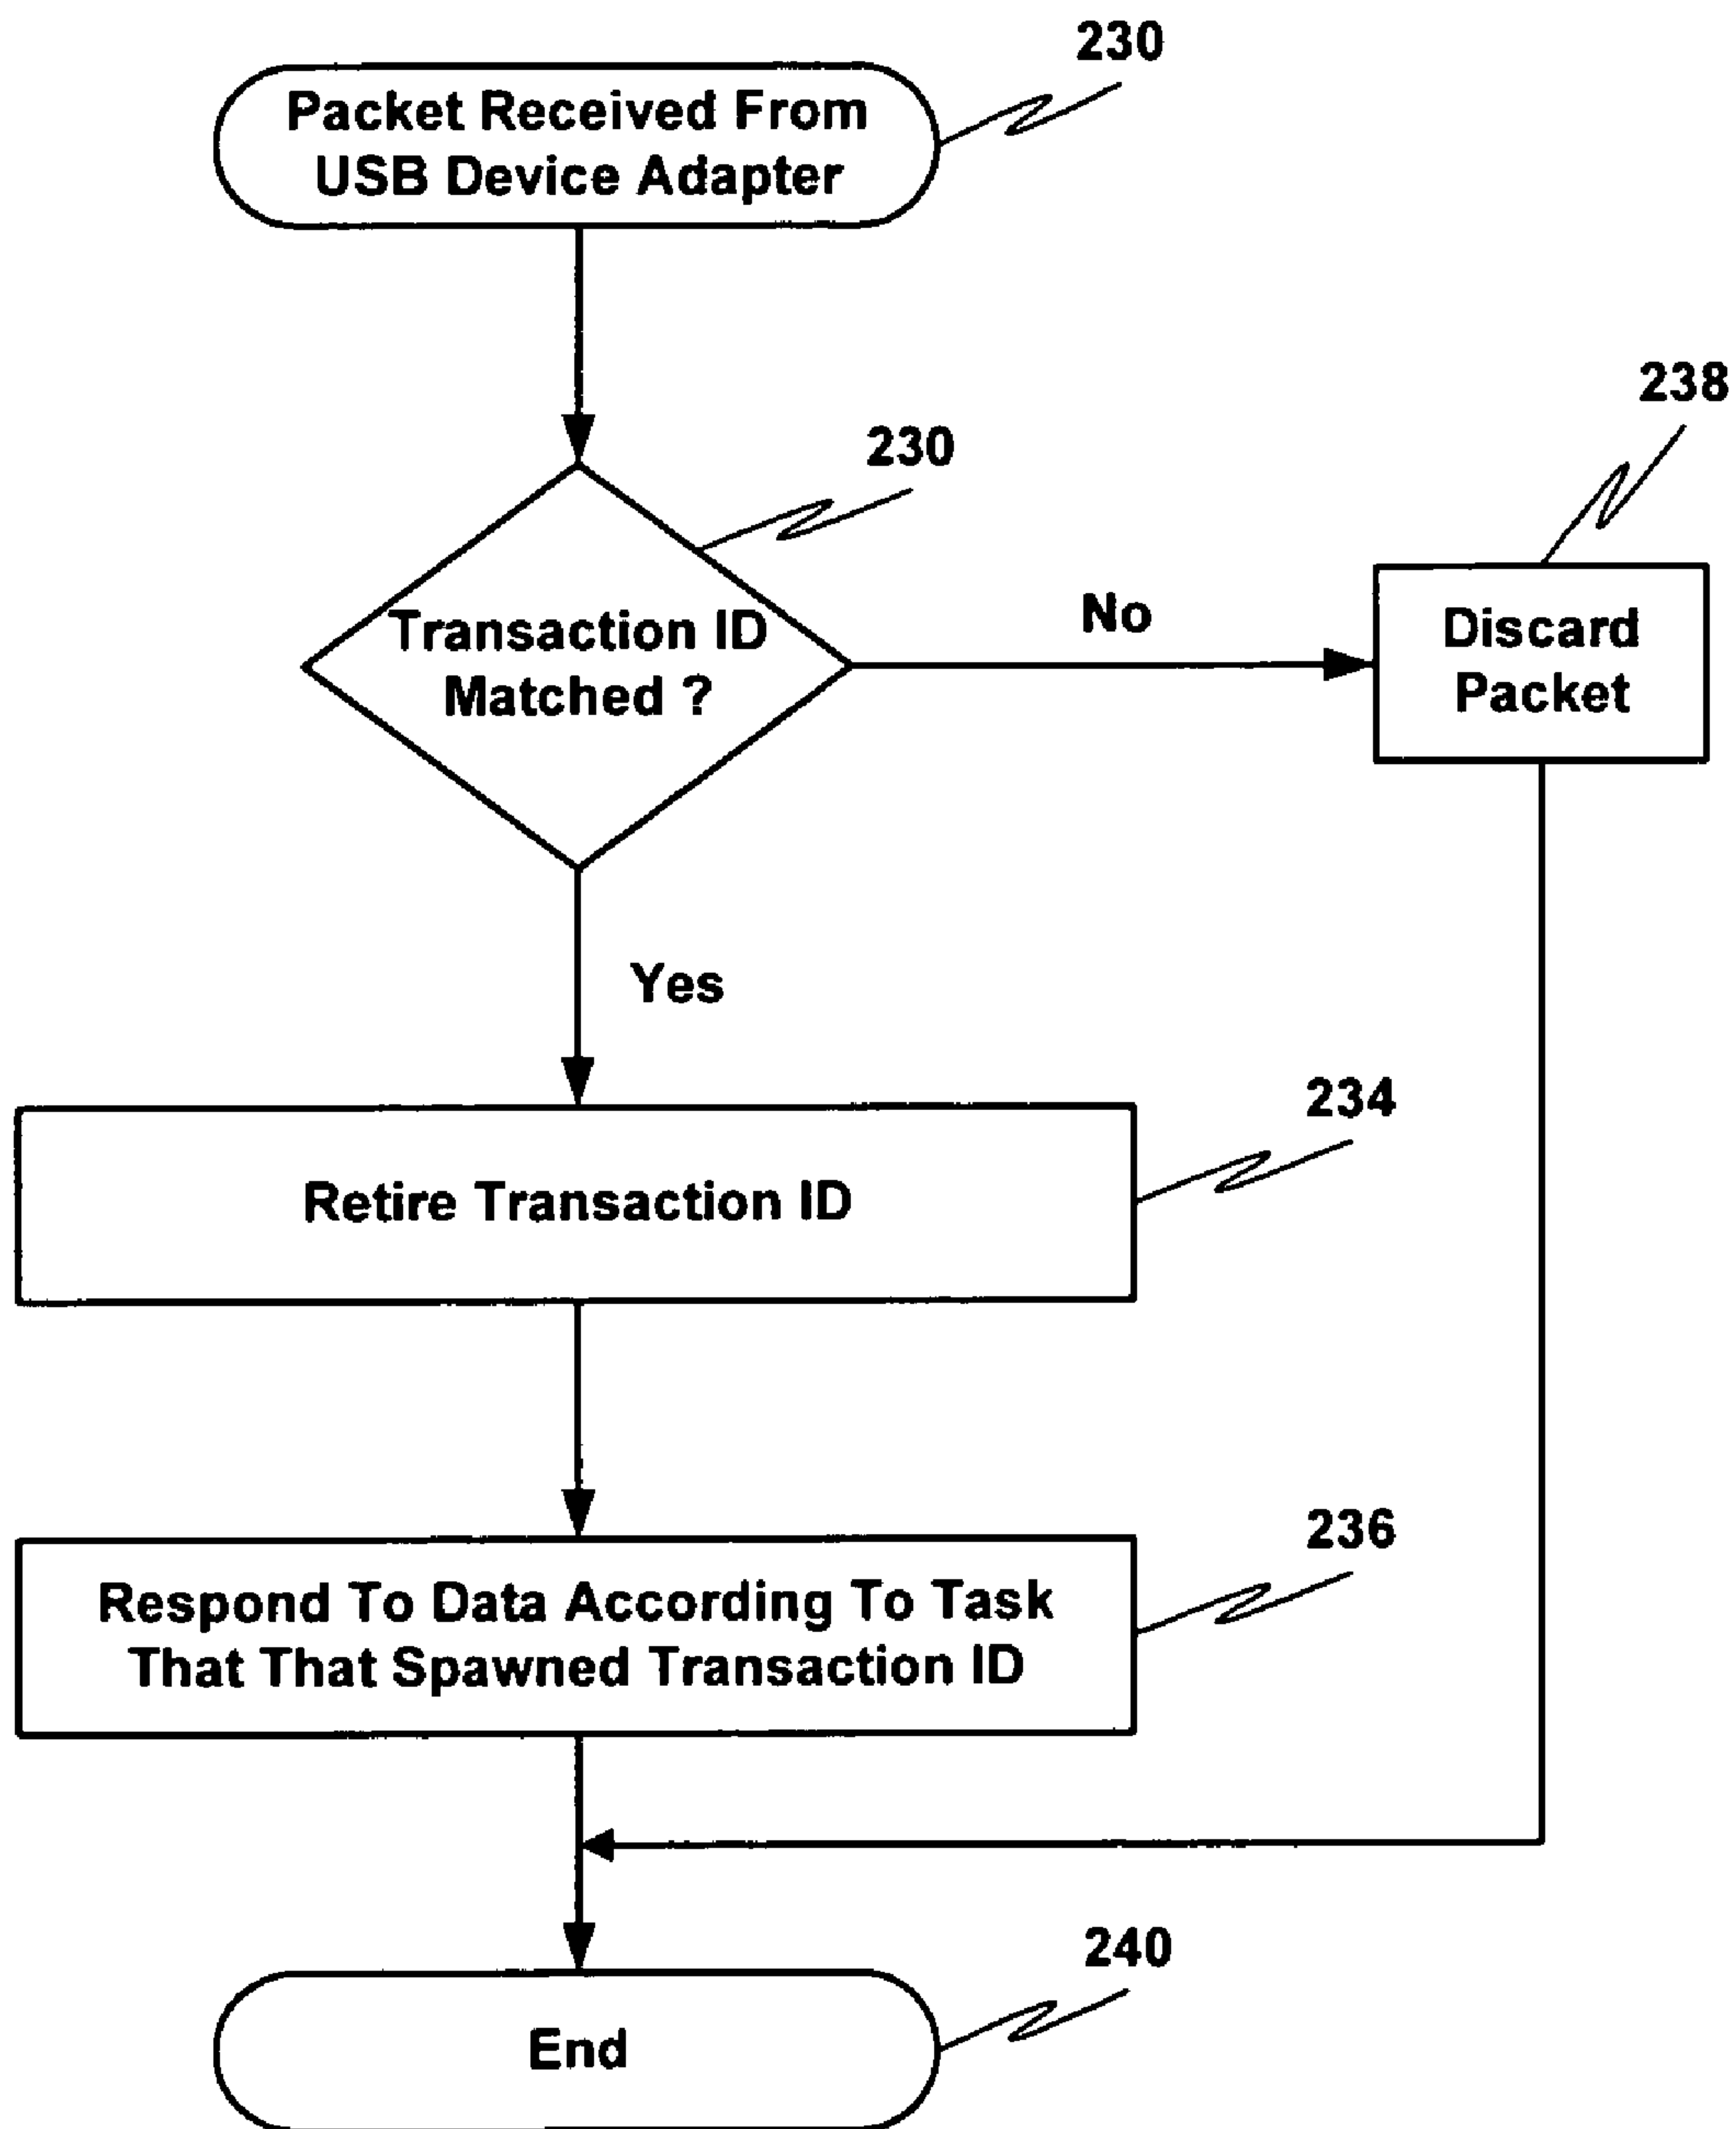 230
Packet Received From
USB Device Adapter
238
230
Transaction ID
Matched ?
No
Discard
Packet
Yes
234
Retire Transaction ID
236
Respond To Data According To Task
That That Spawned Transaction ID
240
End